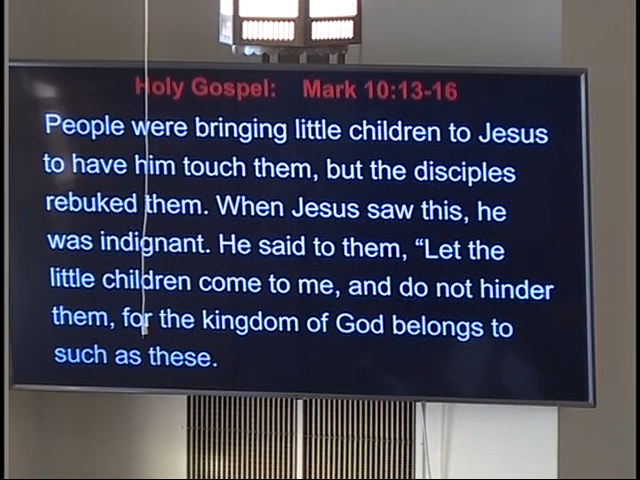 Holy Gospel: Mark 10:13-16
People were bringing little children to Jesus
to have him touch them, but the disciples
rebuked them. When Jesus saw this, he
was indignant. He said to them, “Let the
little children come to me, and do not hinder
them, for the kingdom of God belongs to
such as these.